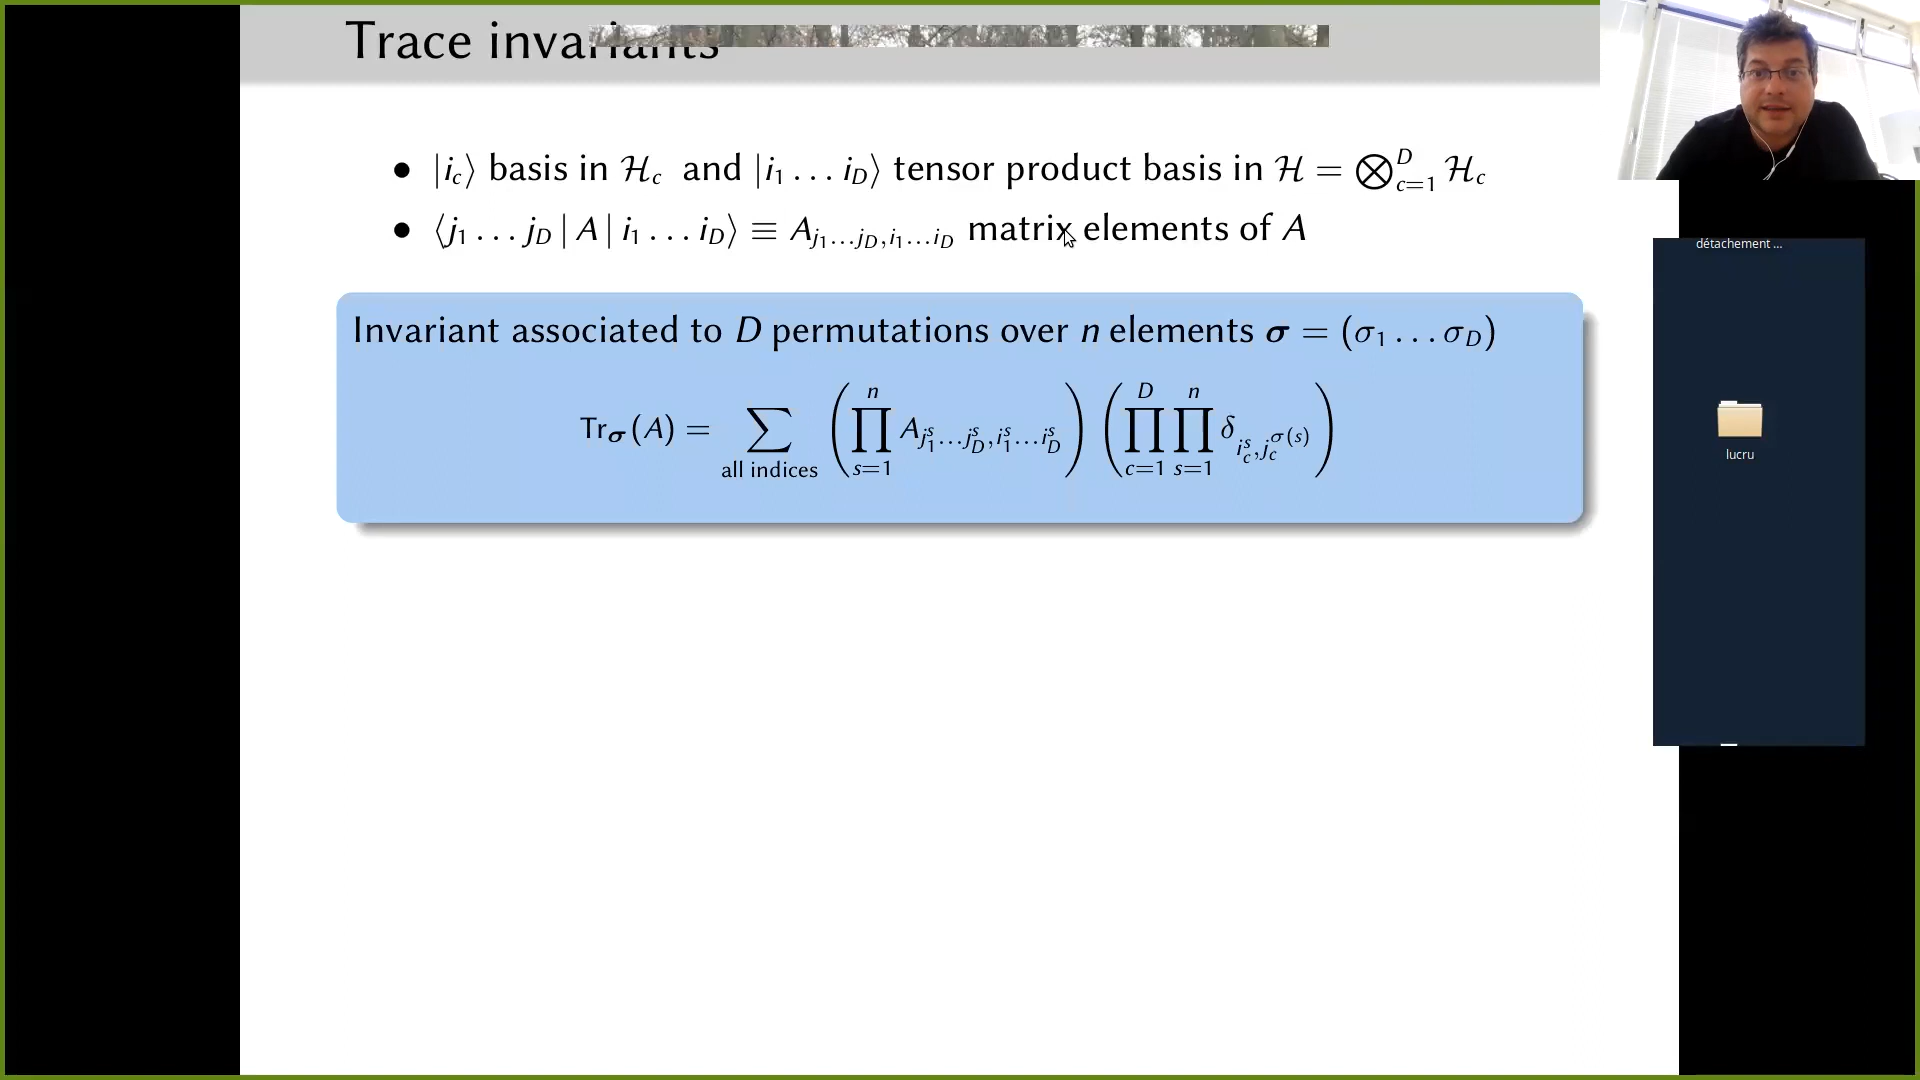 Trace invariants
• |i_c⟩ basis in ℋ_c and |i_1 … i_D⟩ tensor product basis in ℋ = ⨂_{c=1}^{D} ℋ_c
• ⟨j_1 … j_D | A | i_1 … i_D⟩ ≡ A_{j_1…j_D,i_1…i_D} matrix elements of A
Invariant associated to D permutations over n elements 𝝈 = (σ_1 … σ_D)
Tr_𝝈(A) = ∑_{all indices} (∏_{s=1}^{n} A_{j_1^s…j_D^s,i_1^s…i_D^s}) (∏_{c=1}^{D} ∏_{s=1}^{n} δ_{i_c^s,j_c^{σ(s)}})
détachement ...
lucru